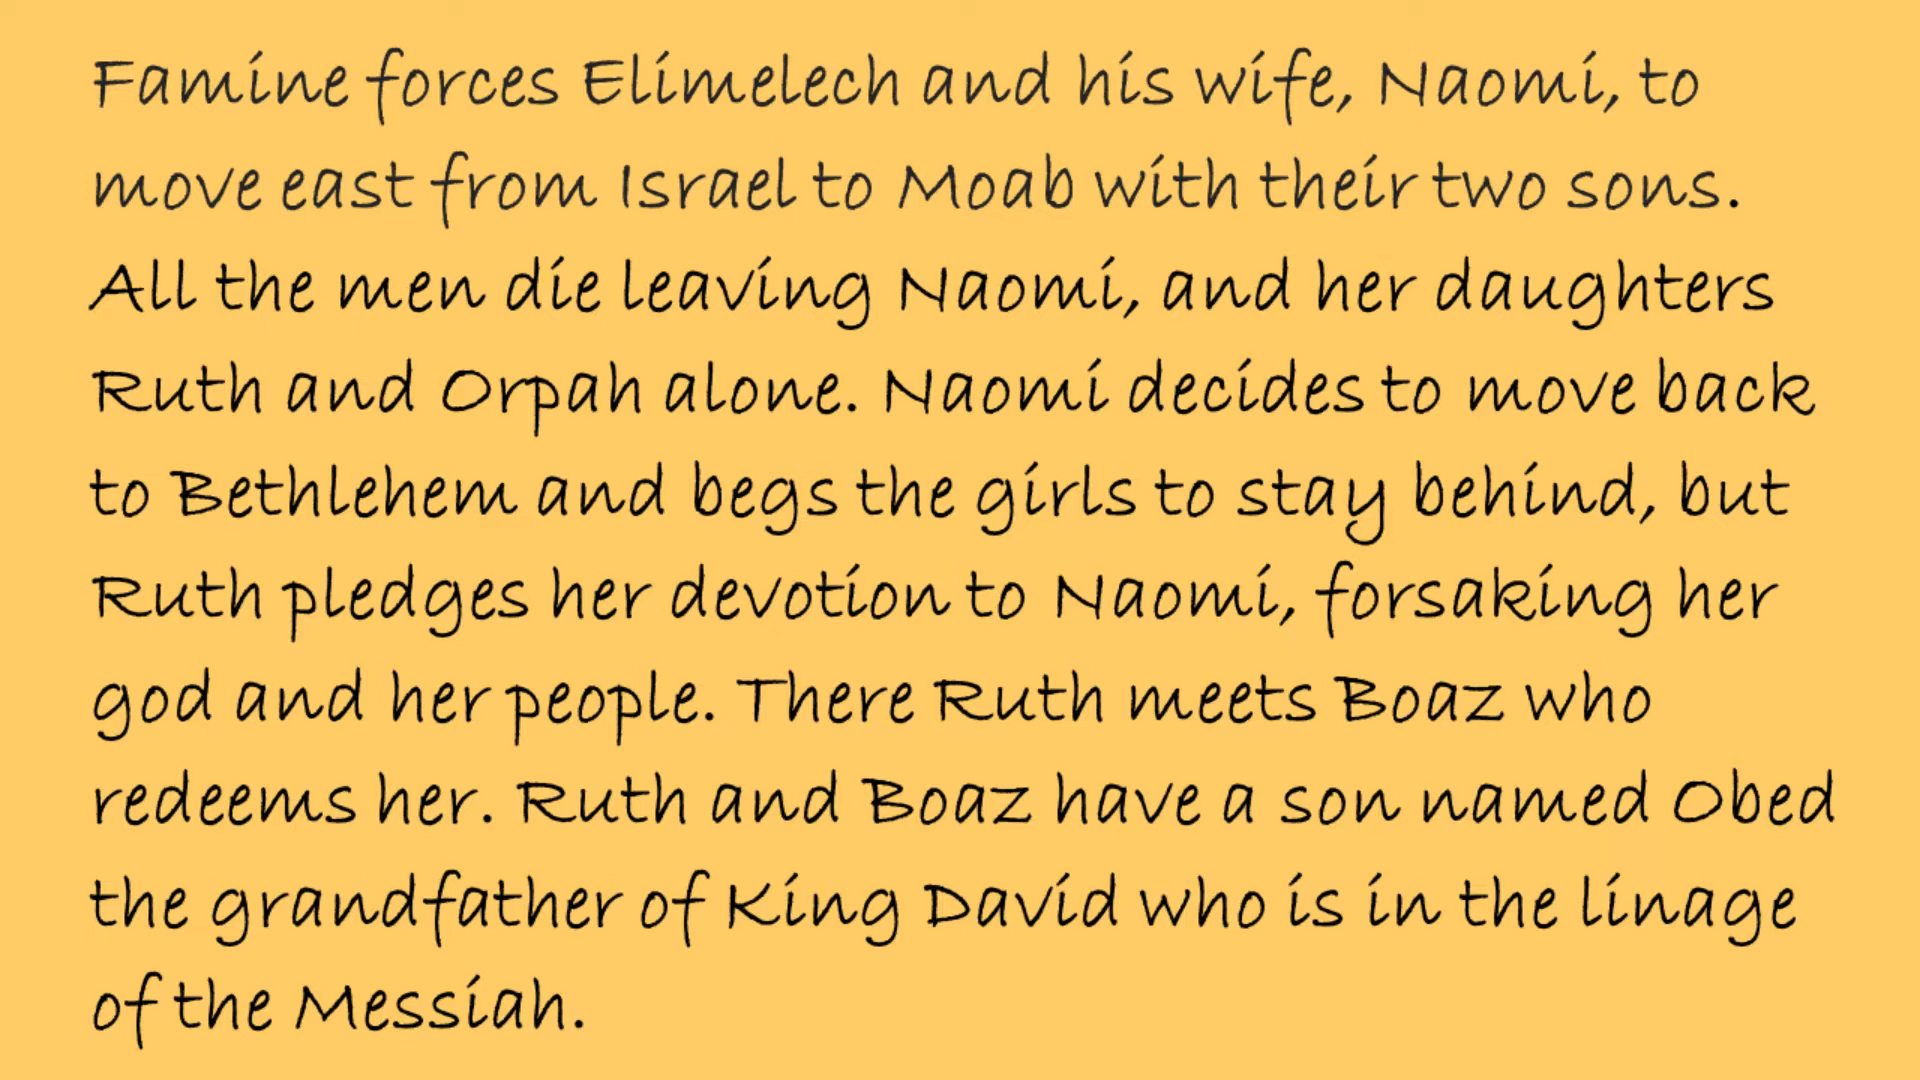 Famine forces Elimelech and his wife, Naomi, to
move east from Israel to Moab with their two sons.
All the men die leaving Naomi, and her daughters
Ruth and Orpah alone. Naomi decides to move back
to Bethlehem and begs the girls to stay behind, but
Ruth pledges her devotion to Naomi, forsaking her
god and her people. There Ruth meets Boaz who
redeems her. Ruth and Boaz have a son named Obed
the grandfather of King David who is in the linage
of the Messiah.